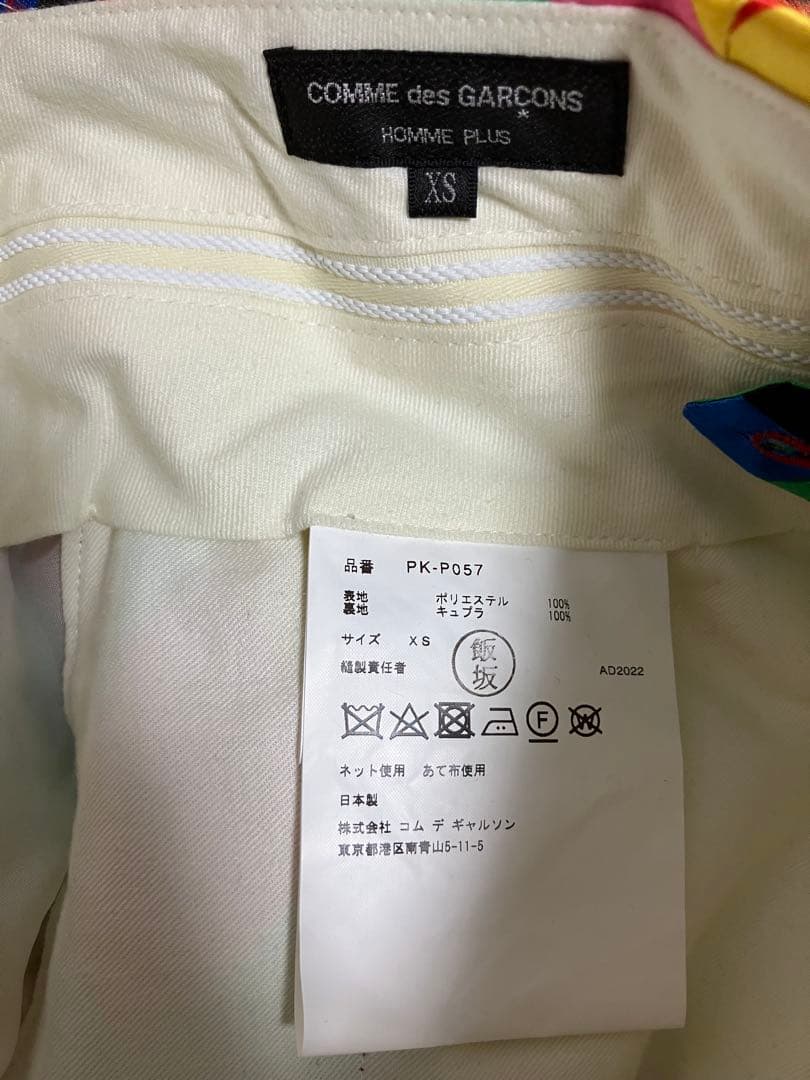 COMME des GARÇONS
HOMME PLUS
XS
品番 PK-P057
表地 ポリエステル 100%
裏地 キュプラ 100%
サイズ XS
縫製責任者 飯坂 AD2022
F W
ネット使用 あて布使用
日本製
株式会社 コム デ ギャルソン
東京都港区南青山5-11-5